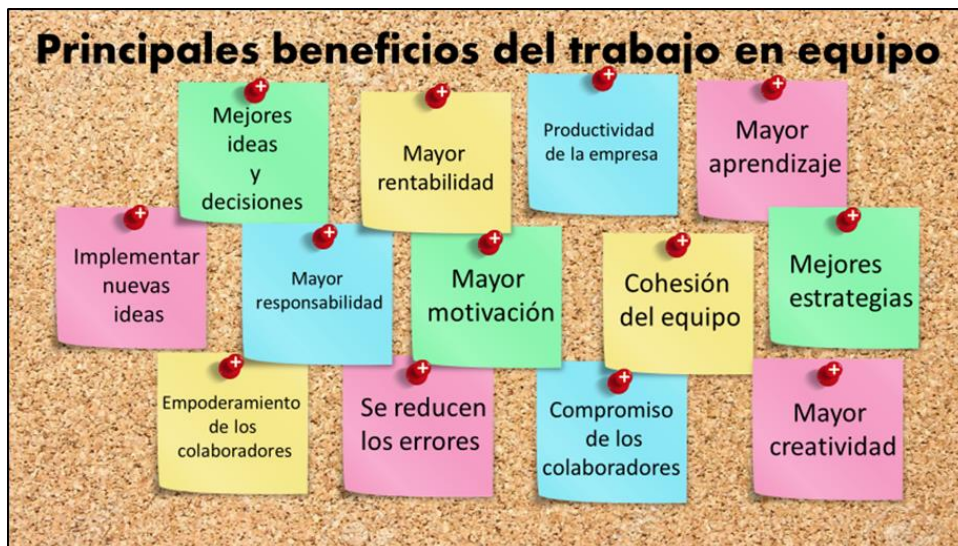 Principales beneficios del trabajo en equipo
Mejores
ideas
y
decisiones
Mayor
rentabilidad
Productividad
de la empresa
Mayor
aprendizaje
Implementar
nuevas
ideas
Mayor
responsabilidad
Mayor
motivación
Cohesión
del equipo
Mejores
estrategias
Empoderamiento
de los
colaboradores
Se reducen
los errores
Compromiso
de los
colaboradores
Mayor
creatividad